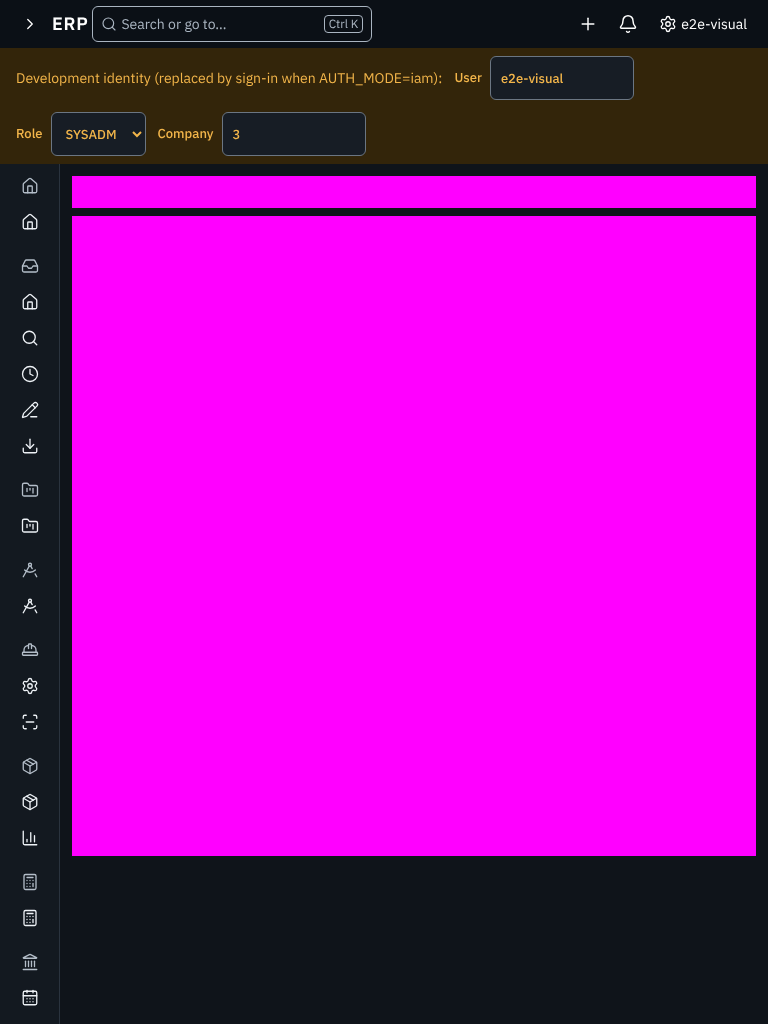 ERP Search or go to... Ctrl K e2e-visual
Development identity (replaced by sign-in when AUTH_MODE=iam): User e2e-visual
Role SYSADM Company 3